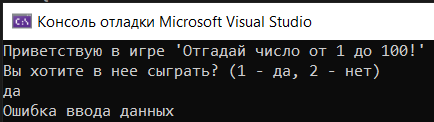 Консоль отладки Microsoft Visual Studio
Приветствую в игре 'Отгадай число от 1 до 100!'
Вы хотите в нее сыграть? (1 - да, 2 - нет)
да
Ошибка ввода данных